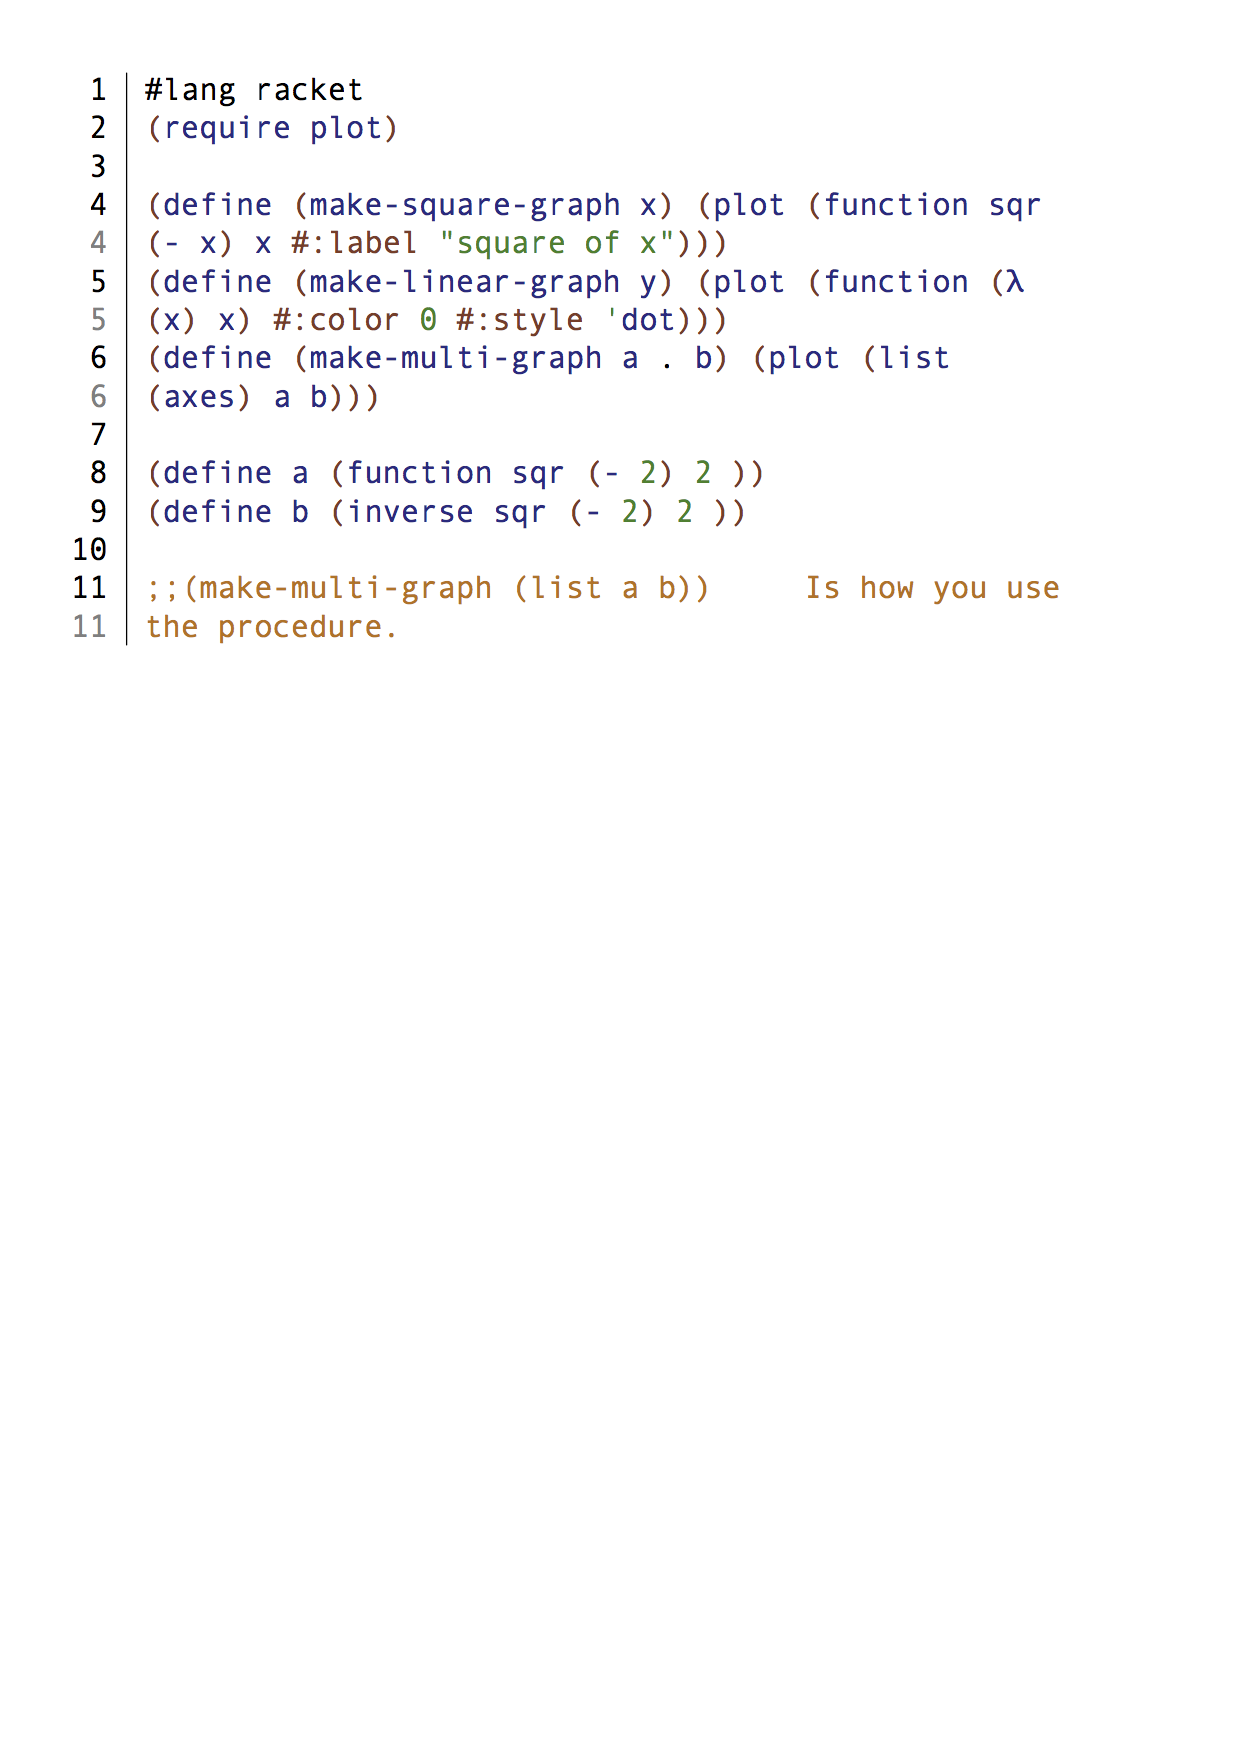 1 #lang racket
2 (require plot)
3
4 (define (make-square-graph x) (plot (function sqr
4 (- x) x #:label "square of x")))
5 (define (make-linear-graph y) (plot (function (λ
5 (x) x) #:color 0 #:style 'dot)))
6 (define (make-multi-graph a . b) (plot (list
6 (axes) a b)))
7
8 (define a (function sqr (- 2) 2 ))
9 (define b (inverse sqr (- 2) 2 ))
10
11 ;;(make-multi-graph (list a b))     Is how you use
11 the procedure.